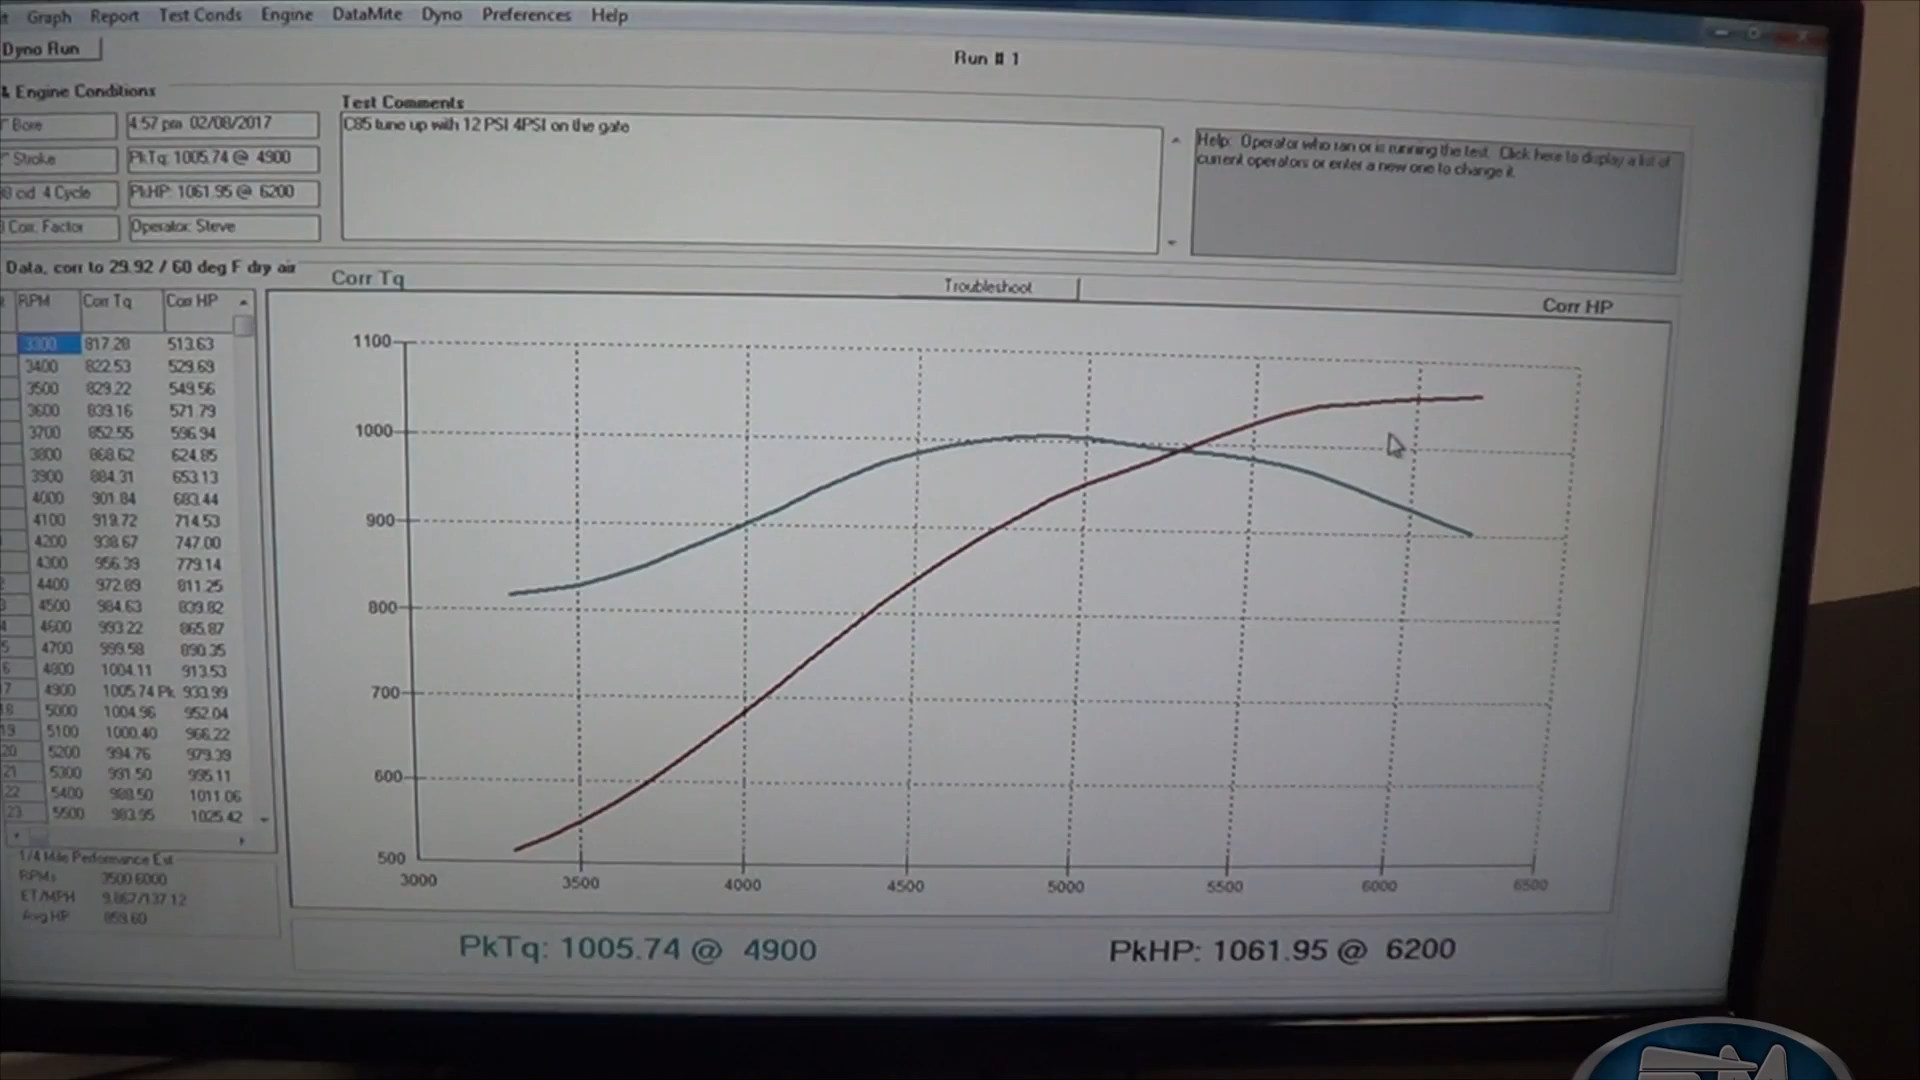 Graph Report Test Conds Engine DataMite Dyno Preferences Help
Dyno Run
Run # 1
& Engine Conditions
Bore
4:57 pm 02/08/2017
Stroke
PkTq: 1005.74 @ 4900
cid 4 Cycle
PkHP: 1061.95 @ 6200
Corr. Factor
Operator: Steve
Test Comments
C85 tune up with 12 PSI 4PSI on the gate
Help: Operator who ran or is running the test. Click here to display a list of
current operators or enter a new one to change it.
Data, corr to 29.92 / 60 deg F dry air
RPM Corr Tq Corr HP
3300 817.28 513.63
3400 822.53 529.69
3500 829.22 549.56
3600 839.16 571.79
3700 852.55 596.94
3800 868.62 624.85
3900 884.31 653.13
4000 901.84 683.44
4100 919.72 714.53
4200 938.67 747.00
4300 956.39 779.14
4400 972.89 811.25
4500 984.63 839.82
4600 993.22 865.87
4700 999.58 890.35
4800 1004.11 913.53
4900 1005.74 Pk 933.99
5000 1004.96 952.04
5100 1000.40 966.22
20 5200 994.76 979.39
21 5300 991.50 995.11
22 5400 988.50 1011.06
23 5500 983.95 1025.42
1/4 Mile Performance Est
RPMs 3500 6000
ET/MPH 9.867/137.12
Avg HP 859.60
Corr Tq
Troubleshoot
Corr HP
1100
1000
900
800
700
600
500
3000 3500 4000 4500 5000 5500 6000 6500
PkTq: 1005.74 @ 4900
PkHP: 1061.95 @ 6200